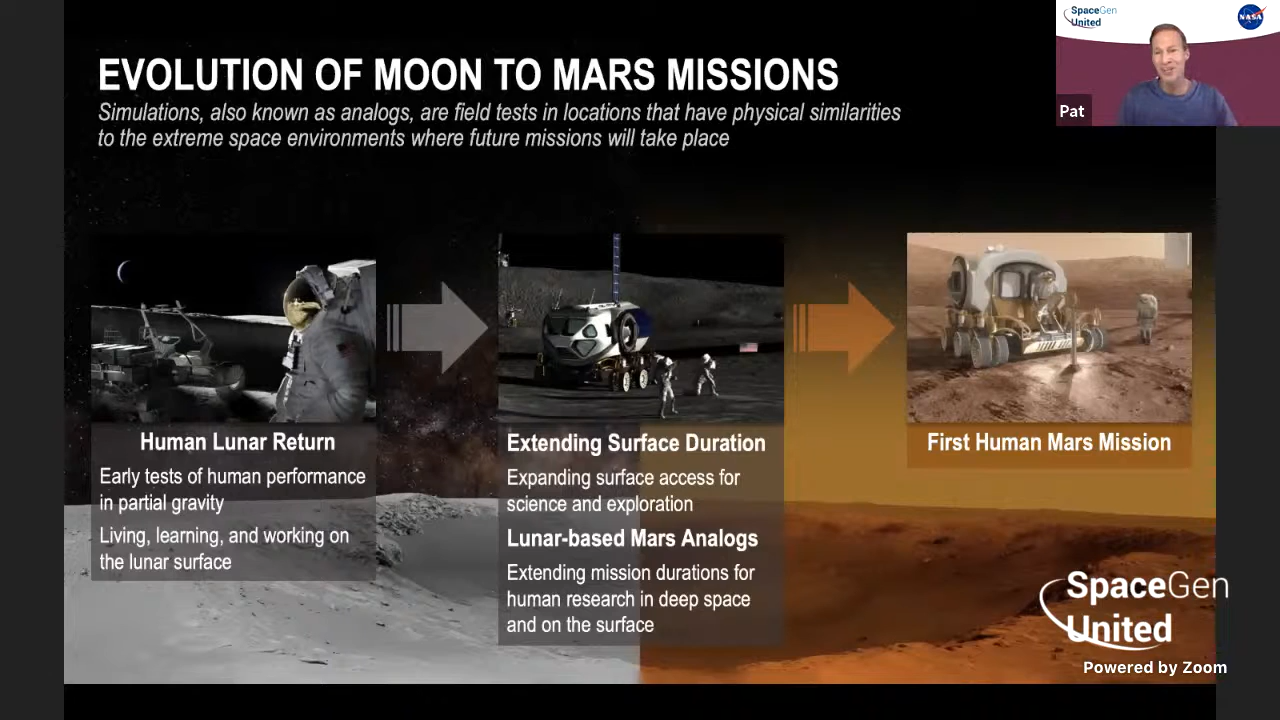 EVOLUTION OF MOON TO MARS MISSIONS
Simulations, also known as analogs, are field tests in locations that have physical similarities
to the extreme space environments where future missions will take place
SpaceGen
United
NASA
Pat
Human Lunar Return
Early tests of human performance
in partial gravity
Living, learning, and working on
the lunar surface
Extending Surface Duration
Expanding surface access for
science and exploration
Lunar-based Mars Analogs
Extending mission durations for
human research in deep space
and on the surface
First Human Mars Mission
SpaceGen
United
Powered by Zoom